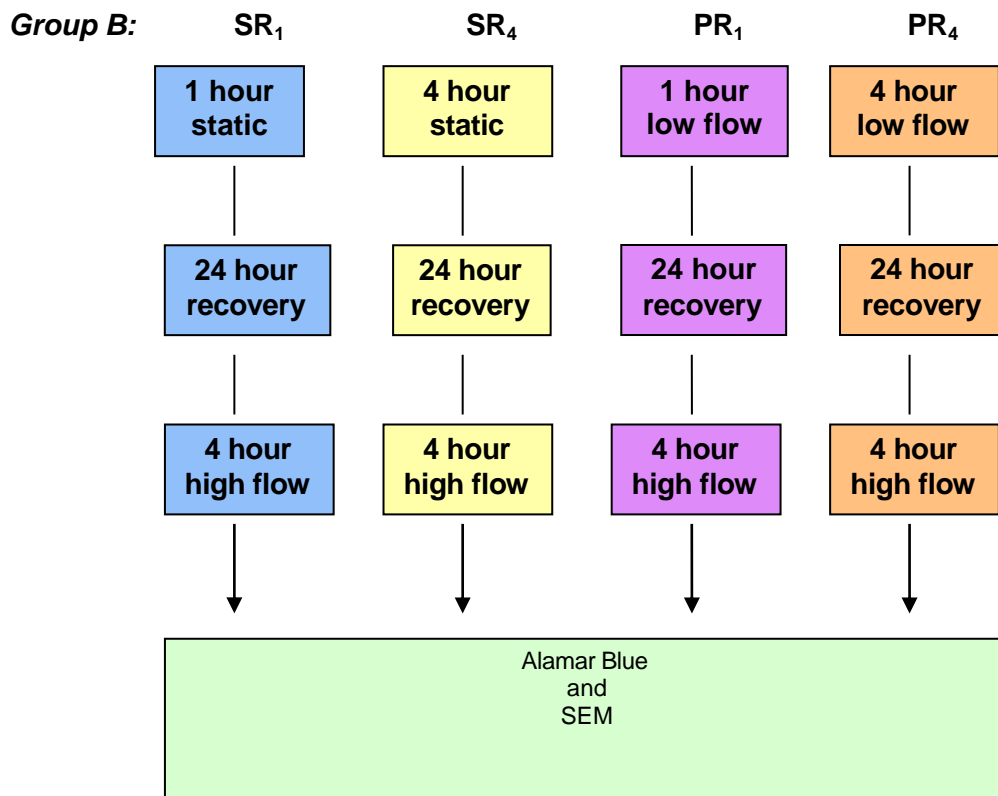 Group B: SR₁ SR₄ PR₁ PR₄
1 hour
static
4 hour
static
1 hour
low flow
4 hour
low flow
24 hour
recovery
24 hour
recovery
24 hour
recovery
24 hour
recovery
4 hour
high flow
4 hour
high flow
4 hour
high flow
4 hour
high flow
Alamar Blue
and
SEM